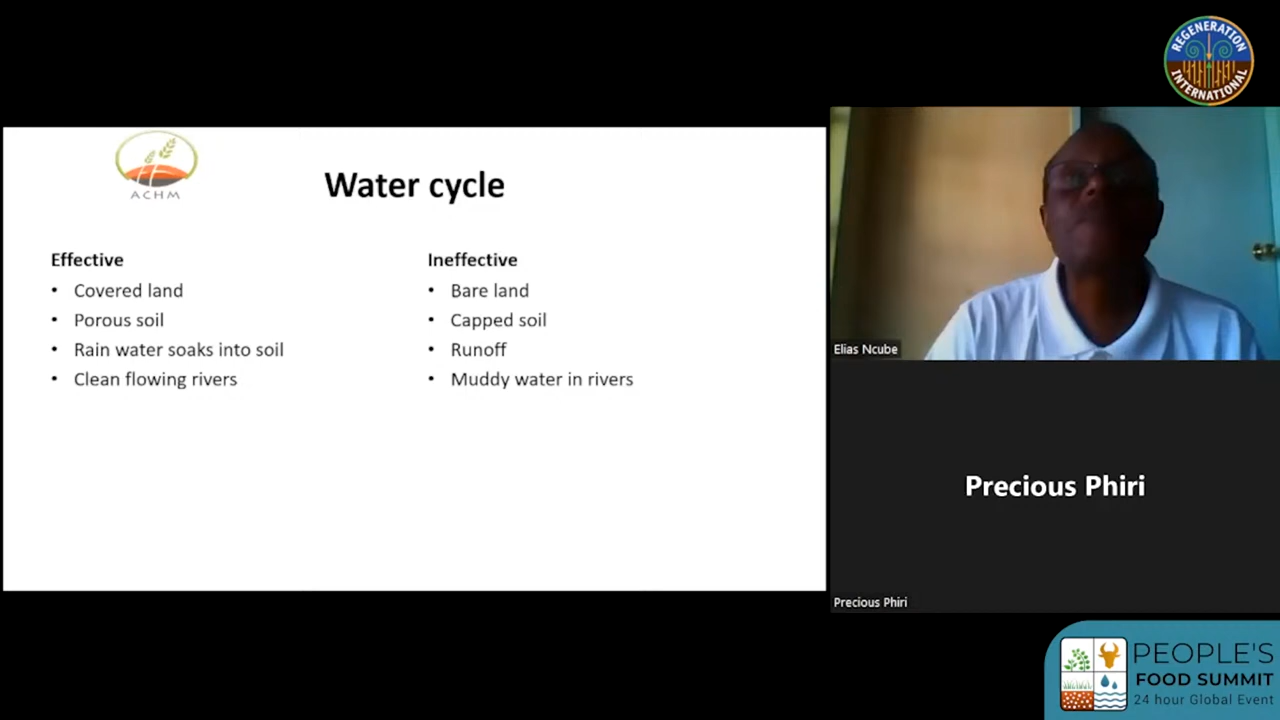 REGENERATION
INTERNATIONAL
ACHM
Water cycle
Effective
• Covered land
• Porous soil
• Rain water soaks into soil
• Clean flowing rivers
Ineffective
• Bare land
• Capped soil
• Runoff
• Muddy water in rivers
Elias Ncube
Precious Phiri
Precious Phiri
PEOPLE'S
FOOD SUMMIT
24 hour Global Event